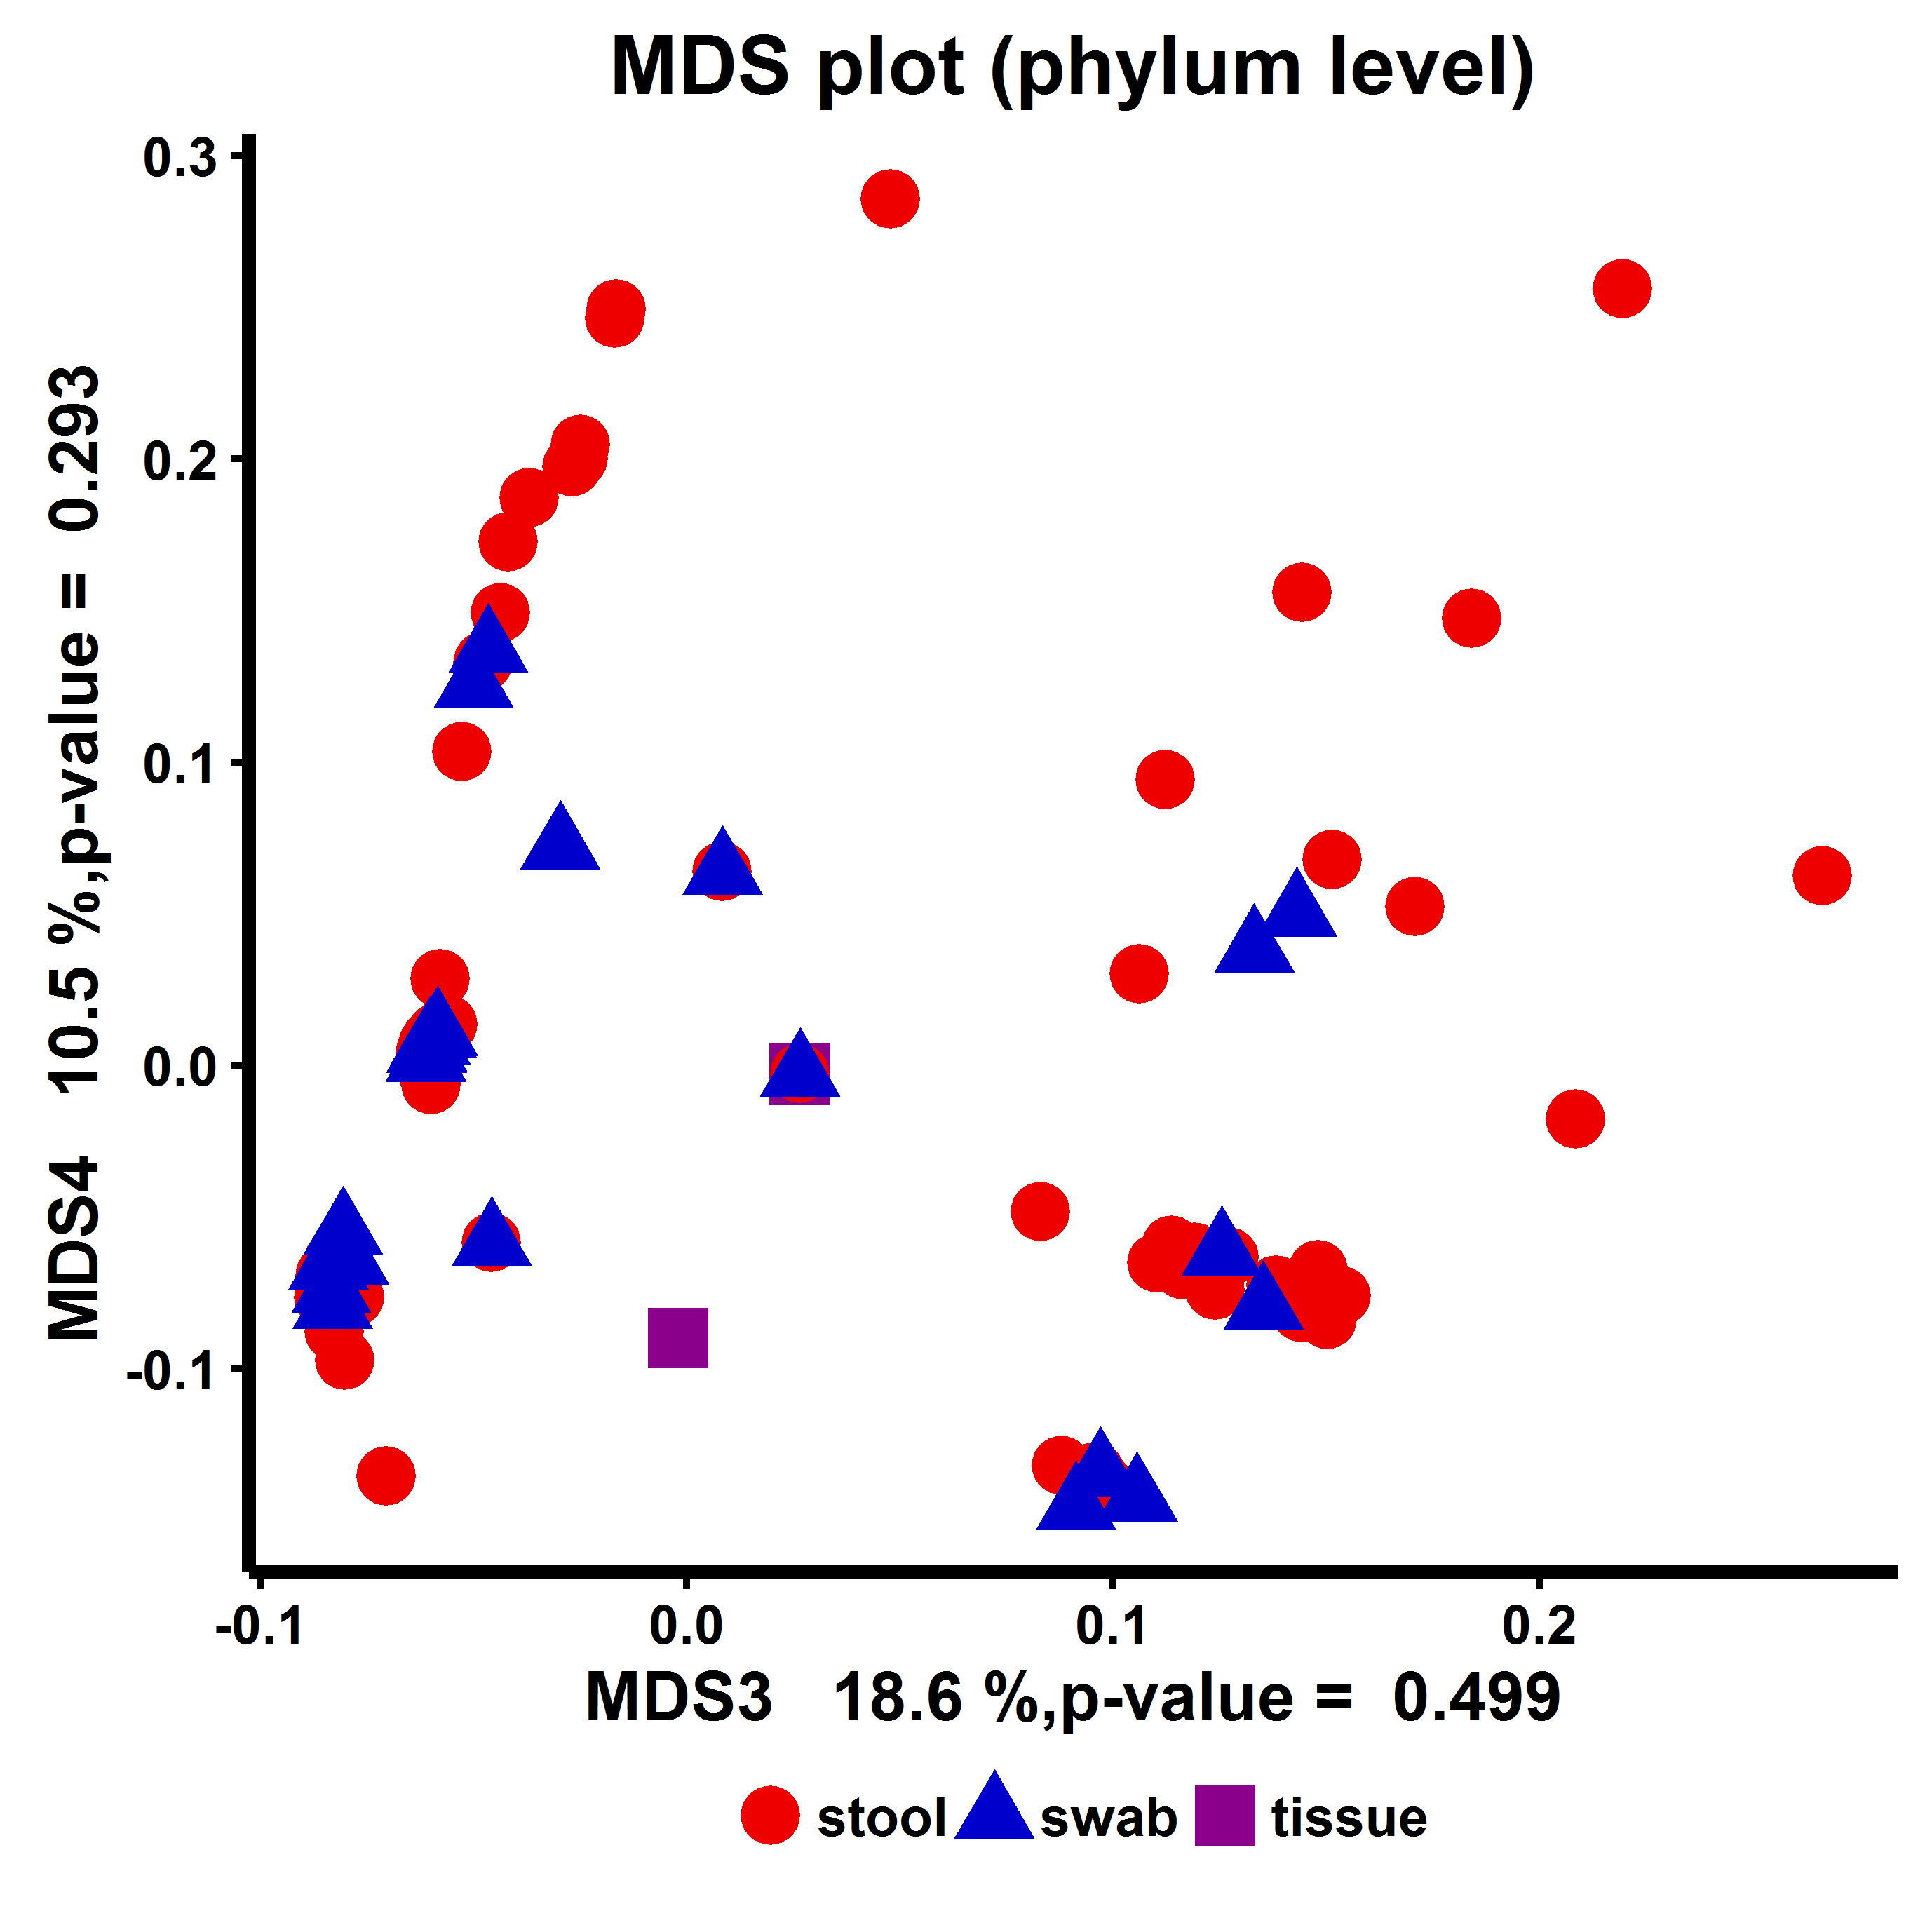 MDS plot (phylum level)
MDS4   10.5 %,p-value =  0.293
0.3
0.2
0.1
0.0
-0.1
-0.1 0.0 0.1 0.2
MDS3   18.6 %,p-value =  0.499
stool swab tissue